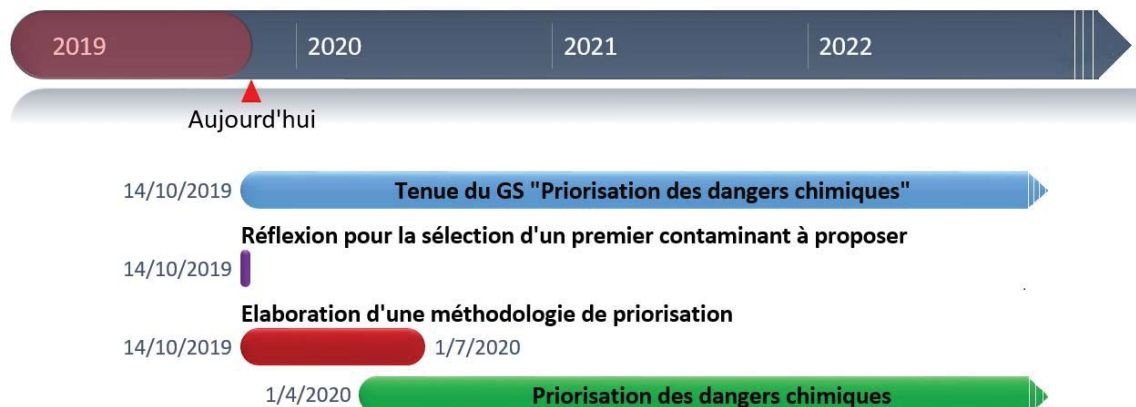 2019 2020 2021 2022
Aujourd'hui
14/10/2019 Tenue du GS "Priorisation des dangers chimiques"
Réflexion pour la sélection d'un premier contaminant à proposer
14/10/2019
Elaboration d'une méthodologie de priorisation
14/10/2019 1/7/2020
1/4/2020 Priorisation des dangers chimiques